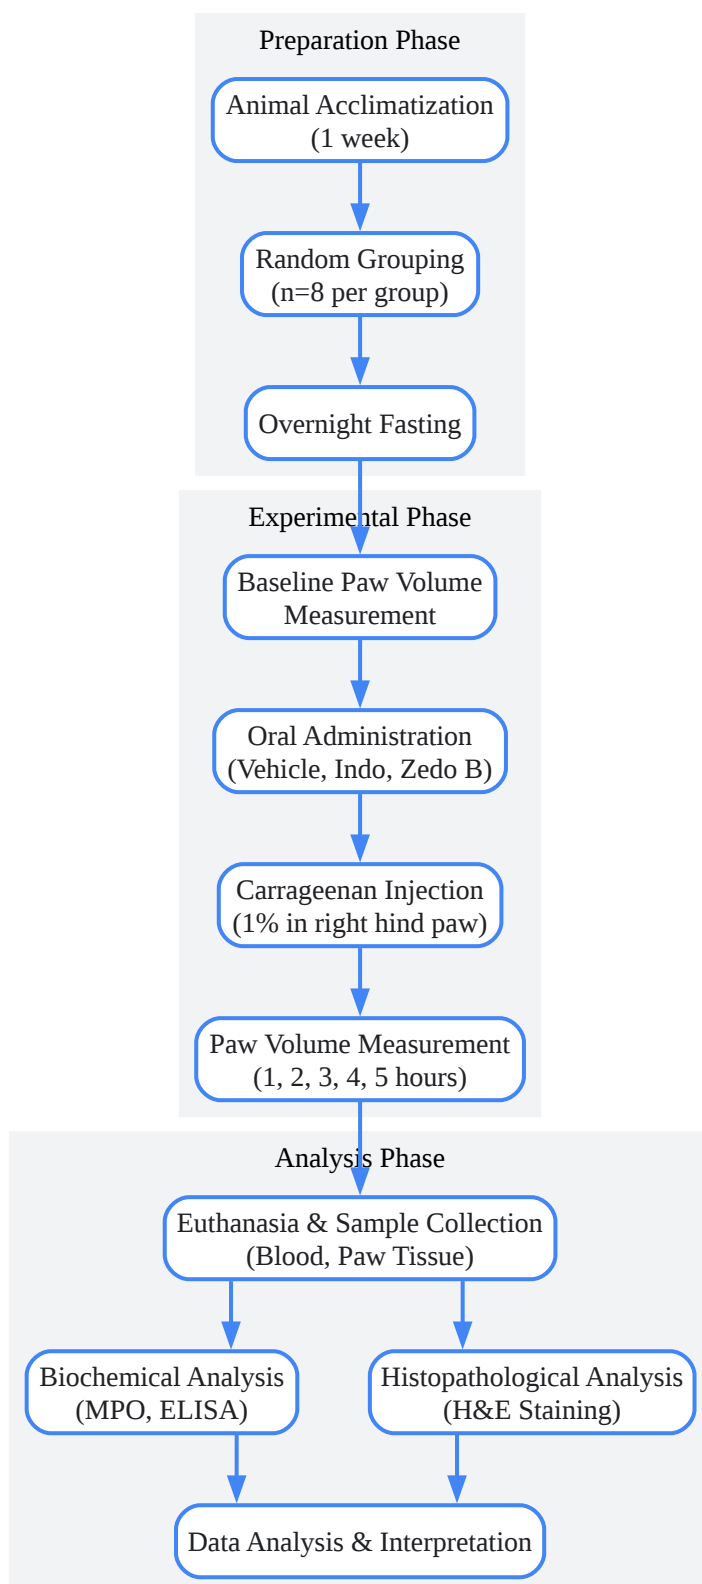 Preparation Phase
Animal Acclimatization
(1 week)
Random Grouping
(n=8 per group)
Overnight Fasting
Experimental Phase
Baseline Paw Volume
Measurement
Oral Administration
(Vehicle, Indo, Zedo B)
Carrageenan Injection
(1% in right hind paw)
Paw Volume Measurement
(1, 2, 3, 4, 5 hours)
Analysis Phase
Euthanasia & Sample Collection
(Blood, Paw Tissue)
Biochemical Analysis
(MPO, ELISA)
Histopathological Analysis
(H&E Staining)
Data Analysis & Interpretation